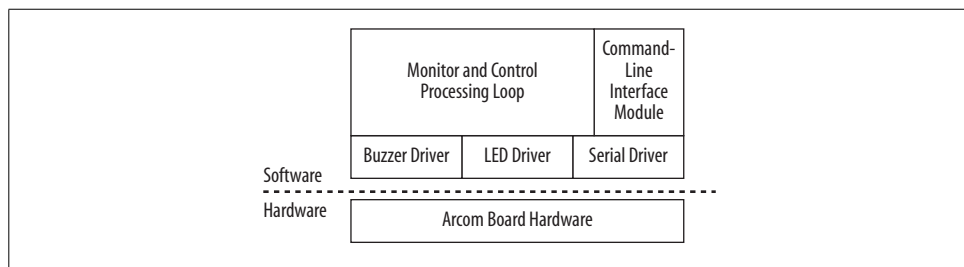 Monitor and Control
Processing Loop
Command-
Line
Interface
Module
Buzzer Driver
LED Driver
Serial Driver
Software
Hardware
Arcom Board Hardware